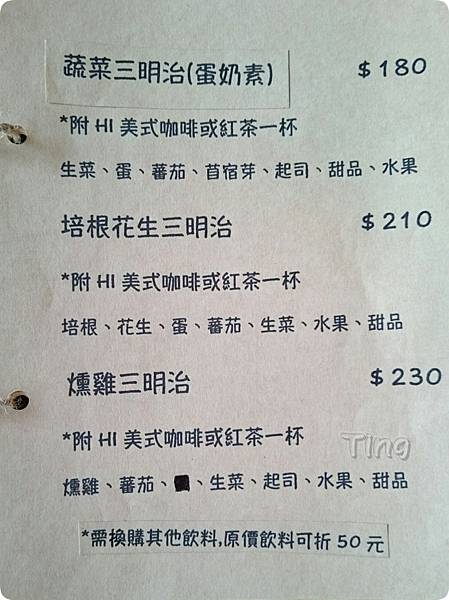 蔬菜三明治(蛋奶素) $180
*附 HI 美式咖啡或紅茶一杯
生菜、蛋、蕃茄、苜宿芽、起司、甜品、水果
培根花生三明治 $210
*附 HI 美式咖啡或紅茶一杯
培根、花生、蛋、蕃茄、生菜、水果、甜品
燻雞三明治 $230
*附 HI 美式咖啡或紅茶一杯
Ting
燻雞、蕃茄、、生菜、起司、水果、甜品
*需換購其他飲料,原價飲料可折 50 元